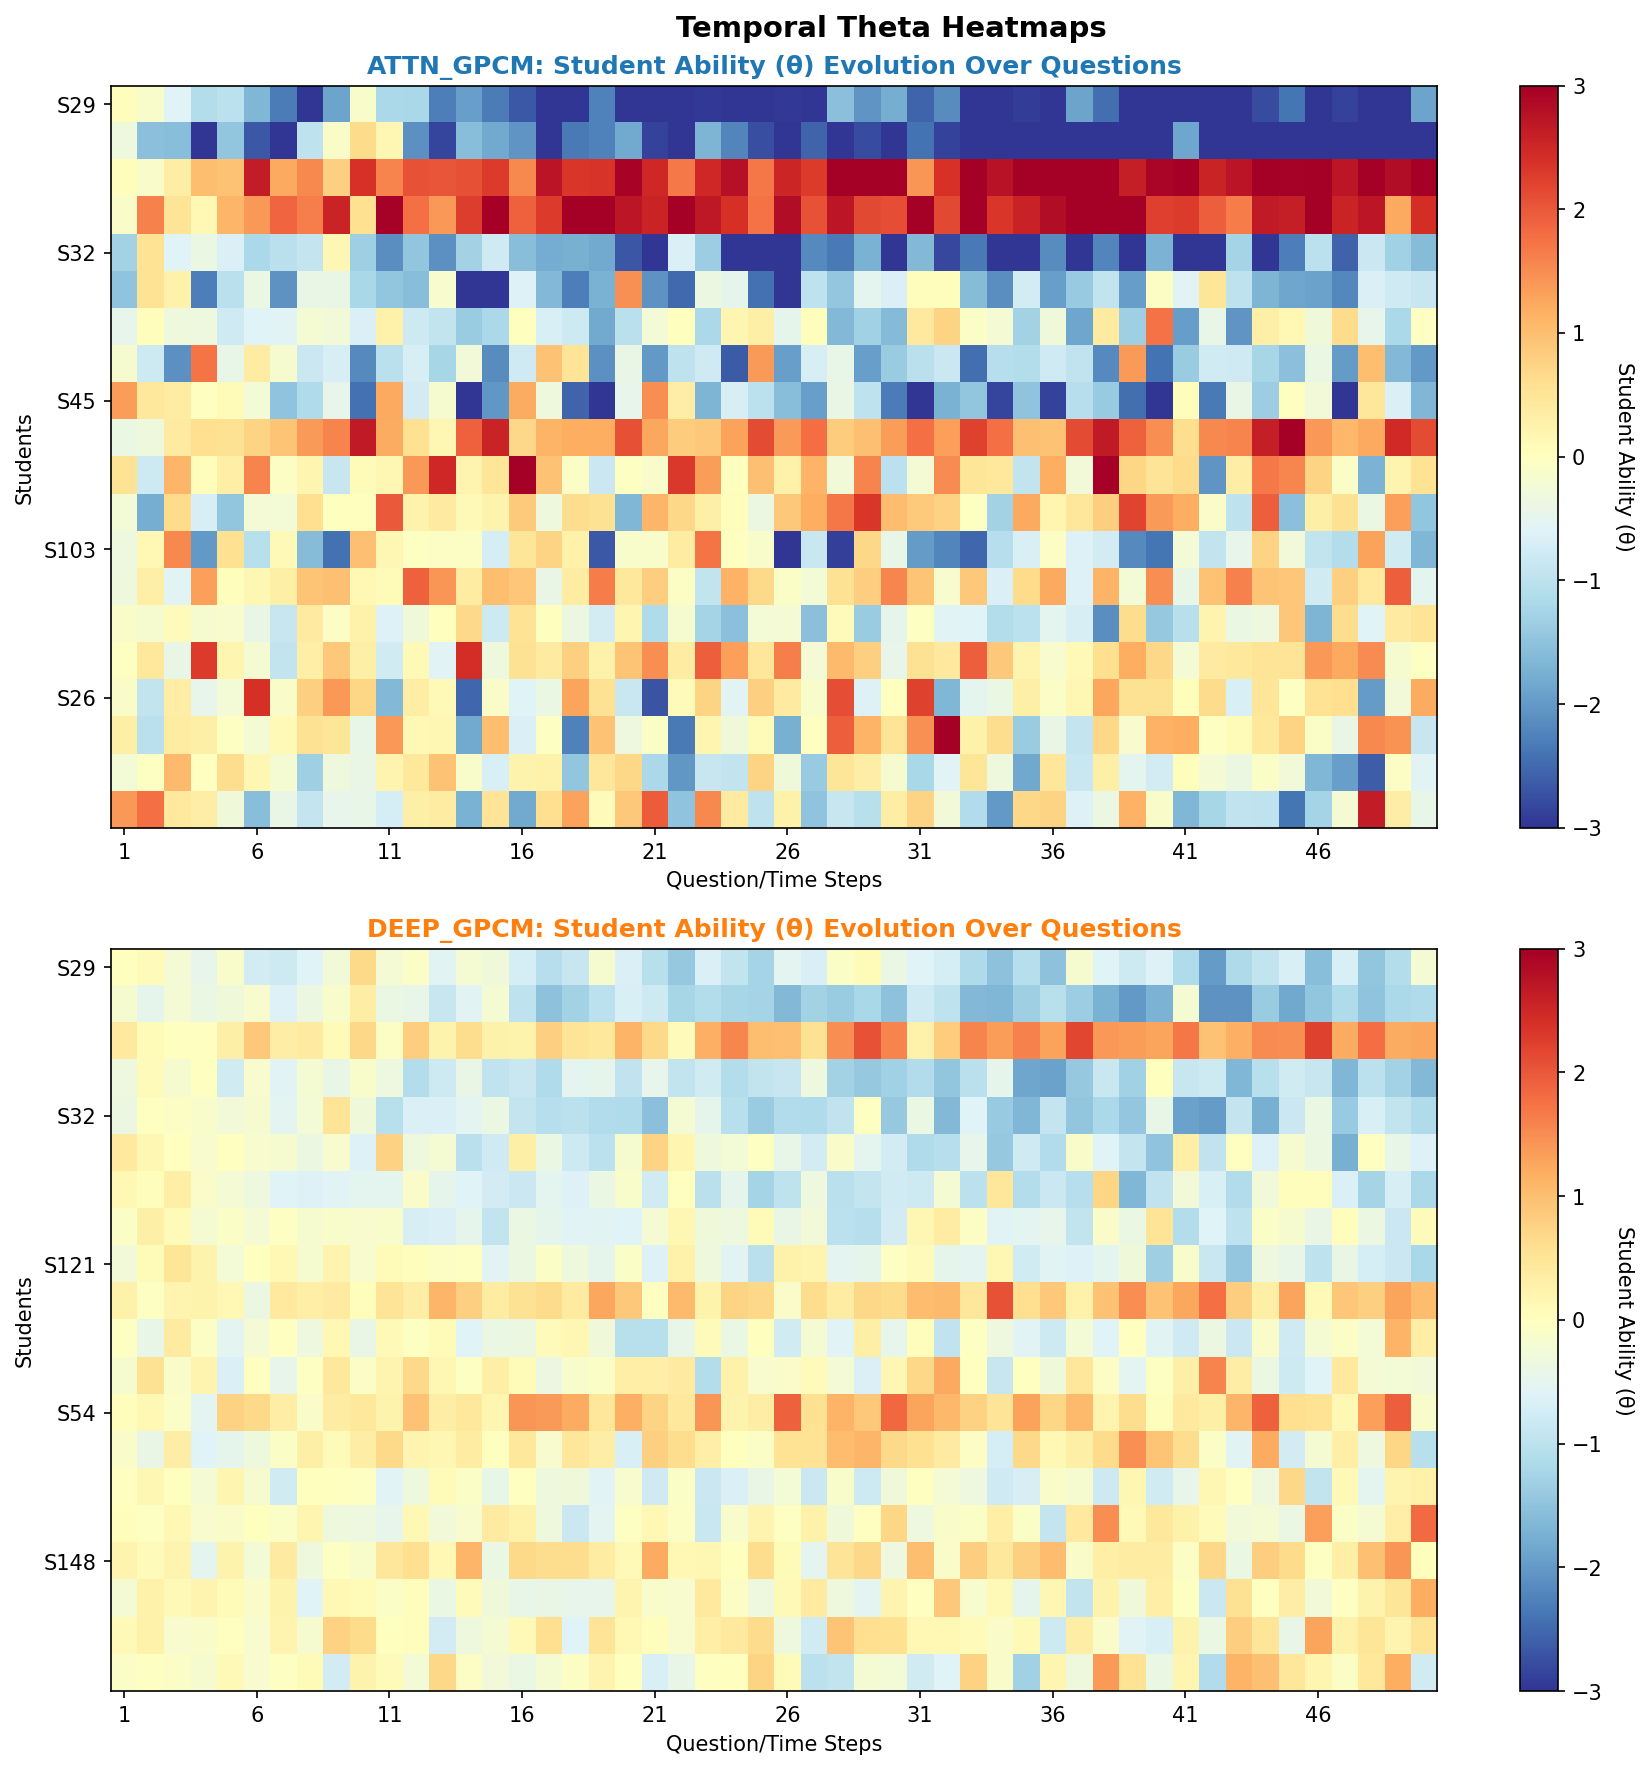 Temporal Theta Heatmaps
ATTN_GPCM: Student Ability (θ) Evolution Over Questions
S29
S32
S45
S103
S26
Students
1 6 11 16 21 26 31 36 41 46
Question/Time Steps
3
2
1
0
−1
−2
−3
Student Ability (θ)
DEEP_GPCM: Student Ability (θ) Evolution Over Questions
S29
S32
S121
S54
S148
Students
1 6 11 16 21 26 31 36 41 46
Question/Time Steps
3
2
1
0
−1
−2
−3
Student Ability (θ)